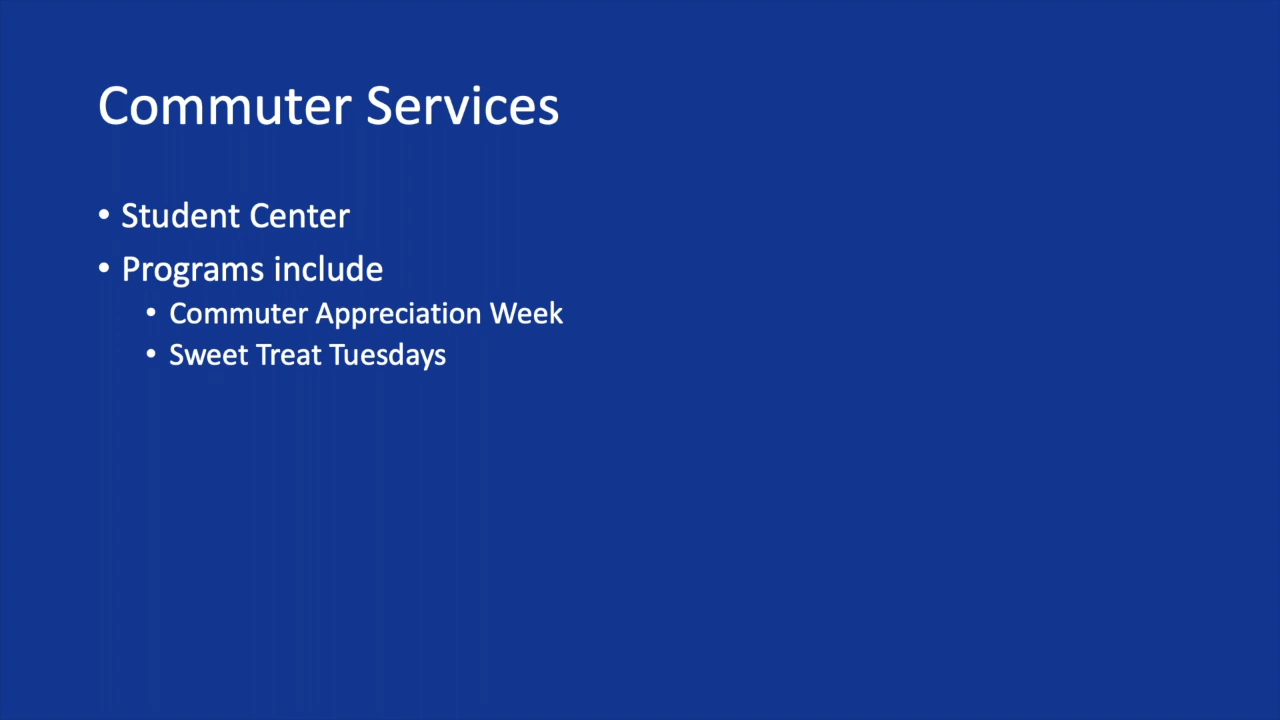 Commuter Services
• Student Center
• Programs include
• Commuter Appreciation Week
• Sweet Treat Tuesdays